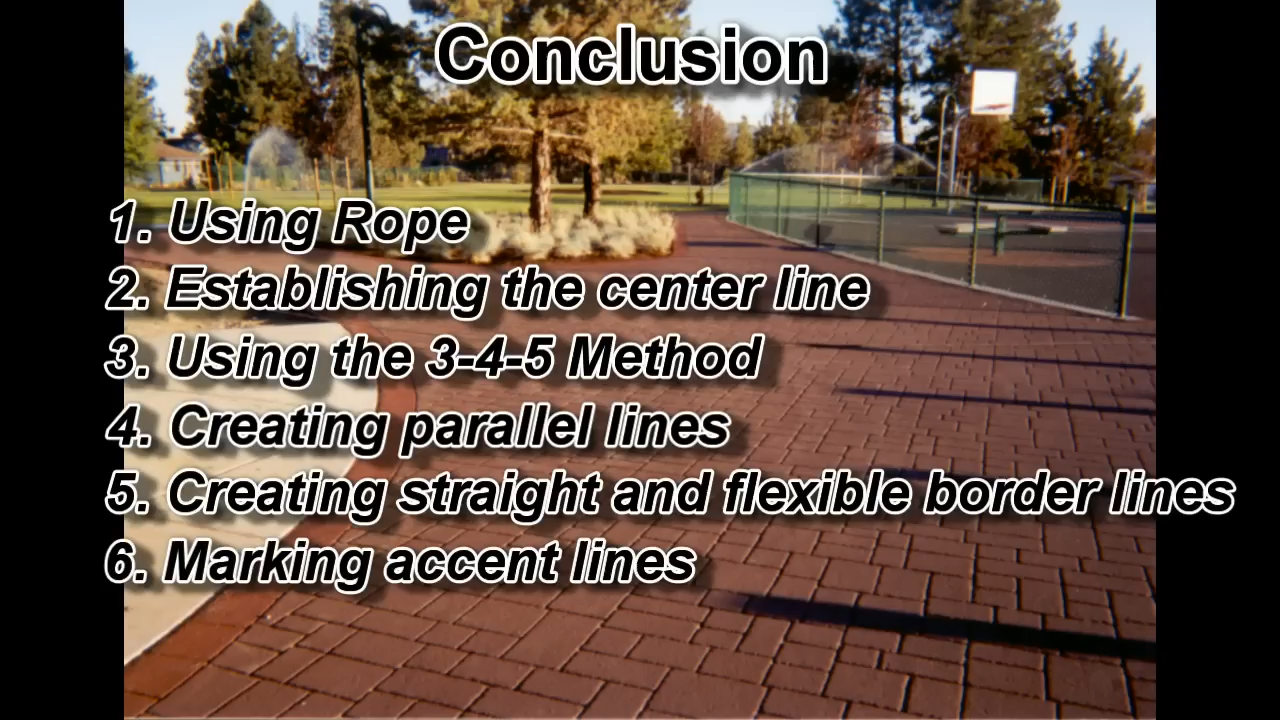 Conclusion
1. Using Rope
2. Establishing the center line
3. Using the 3-4-5 Method
4. Creating parallel lines
5. Creating straight and flexible border lines
6. Marking accent lines